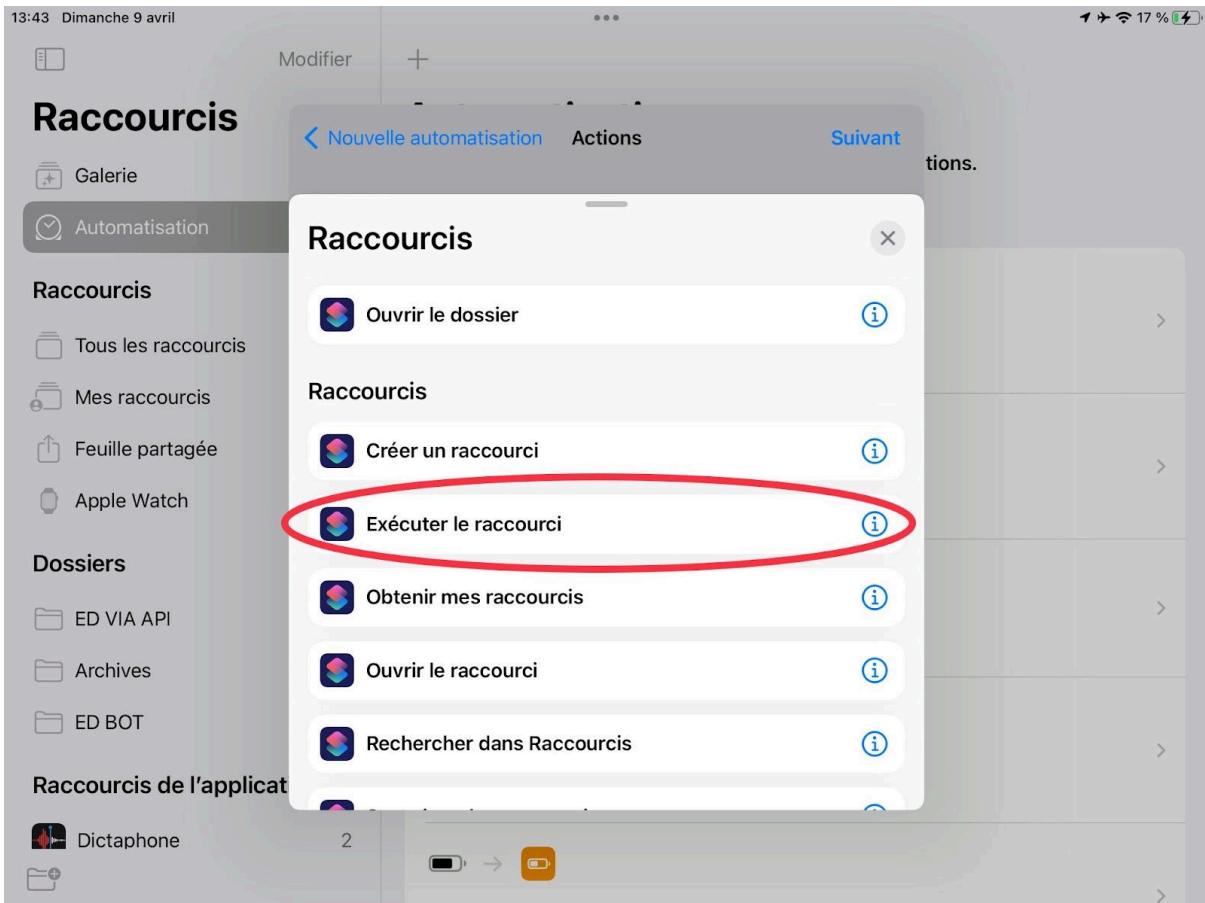 13:43 Dimanche 9 avril
17 %
Modifier
Raccourcis
Galerie
Automatisation
Raccourcis
Tous les raccourcis
Mes raccourcis
Feuille partagée
Apple Watch
Dossiers
ED VIA API
Archives
ED BOT
Raccourcis de l’applicat
Dictaphone 2
Nouvelle automatisation Actions Suivant
tions.
Raccourcis
Ouvrir le dossier
Raccourcis
Créer un raccourci
Exécuter le raccourci
Obtenir mes raccourcis
Ouvrir le raccourci
Rechercher dans Raccourcis